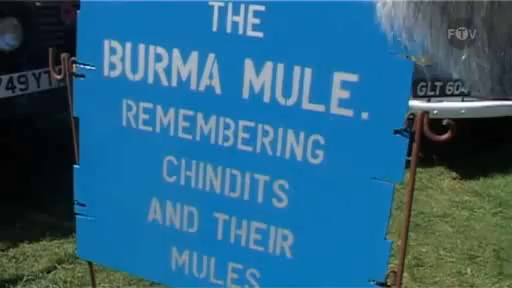 THE
BURMA MULE.
REMEMBERING
CHINDITS
AND THEIR
MULES
FTV
749 YT
GLT 604